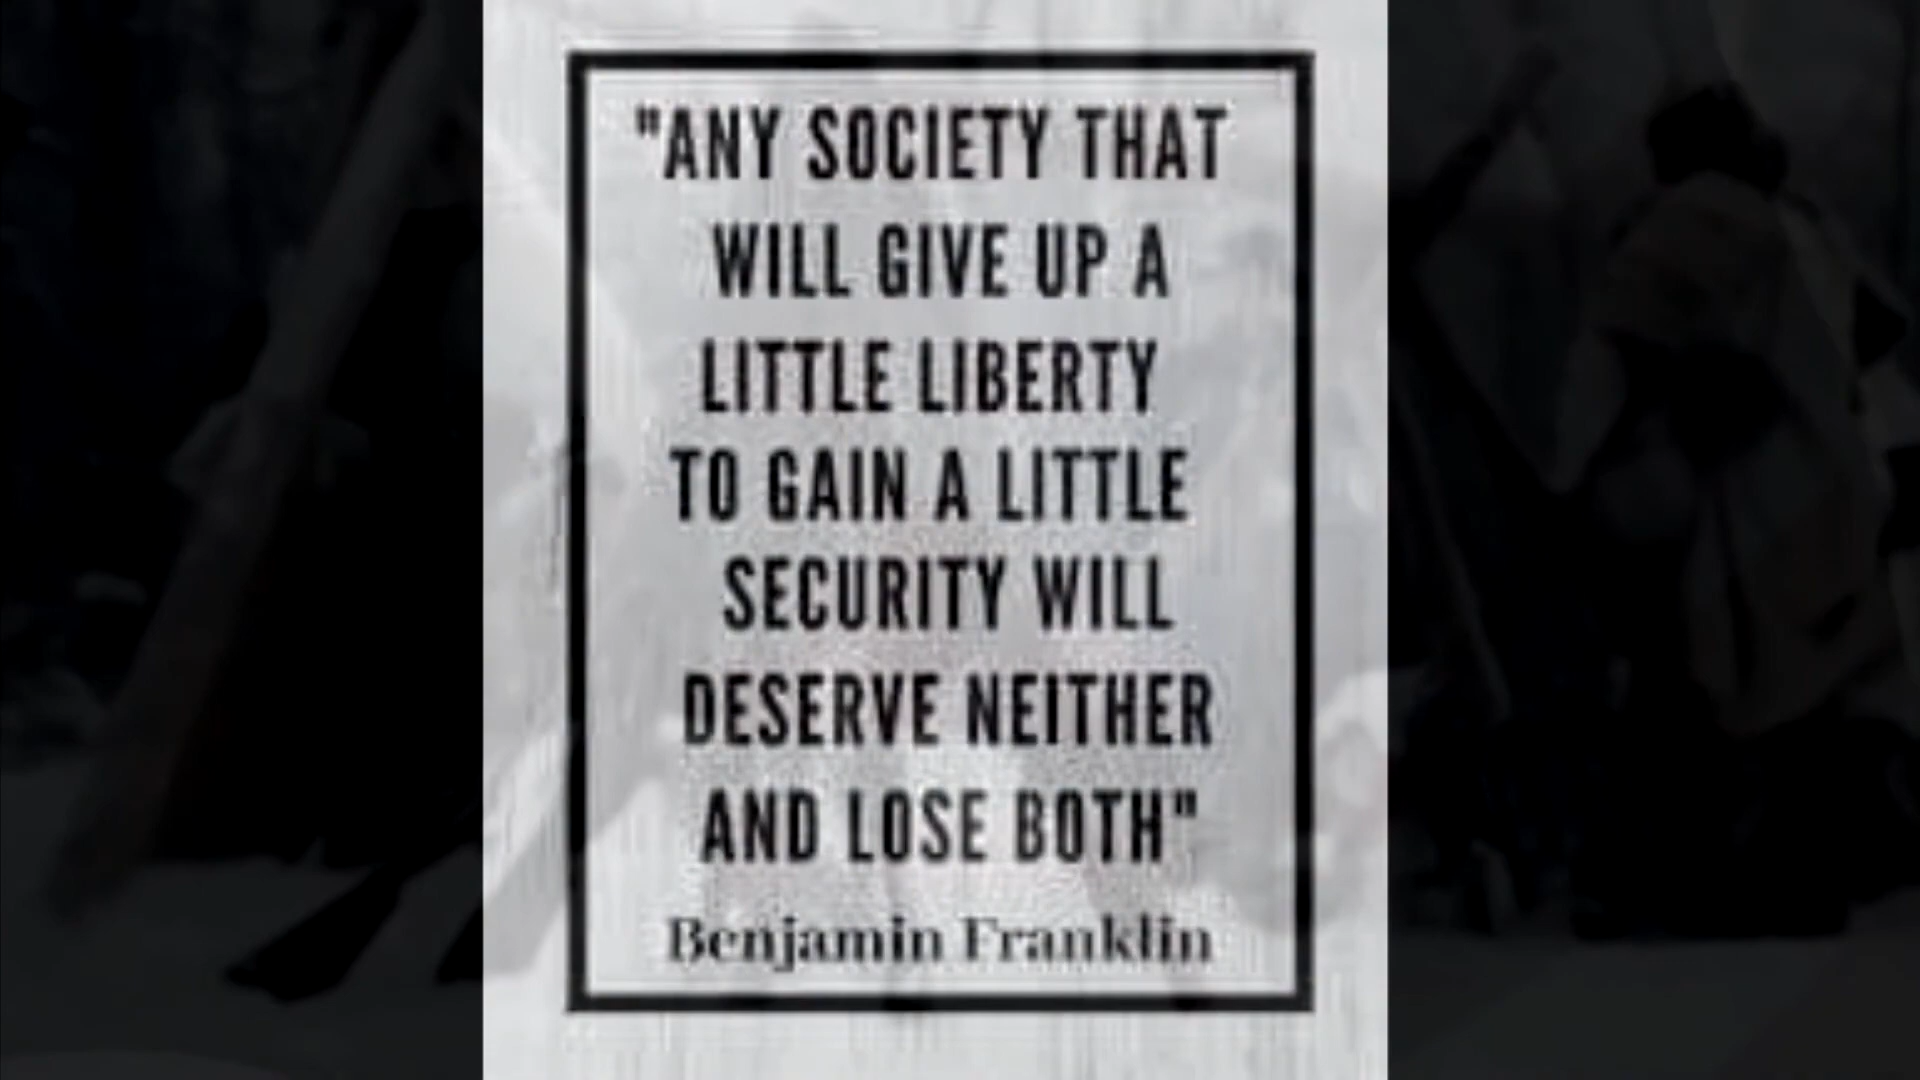 "ANY SOCIETY THAT
WILL GIVE UP A
LITTLE LIBERTY
TO GAIN A LITTLE
SECURITY WILL
DESERVE NEITHER
AND LOSE BOTH"
Benjamin Franklin